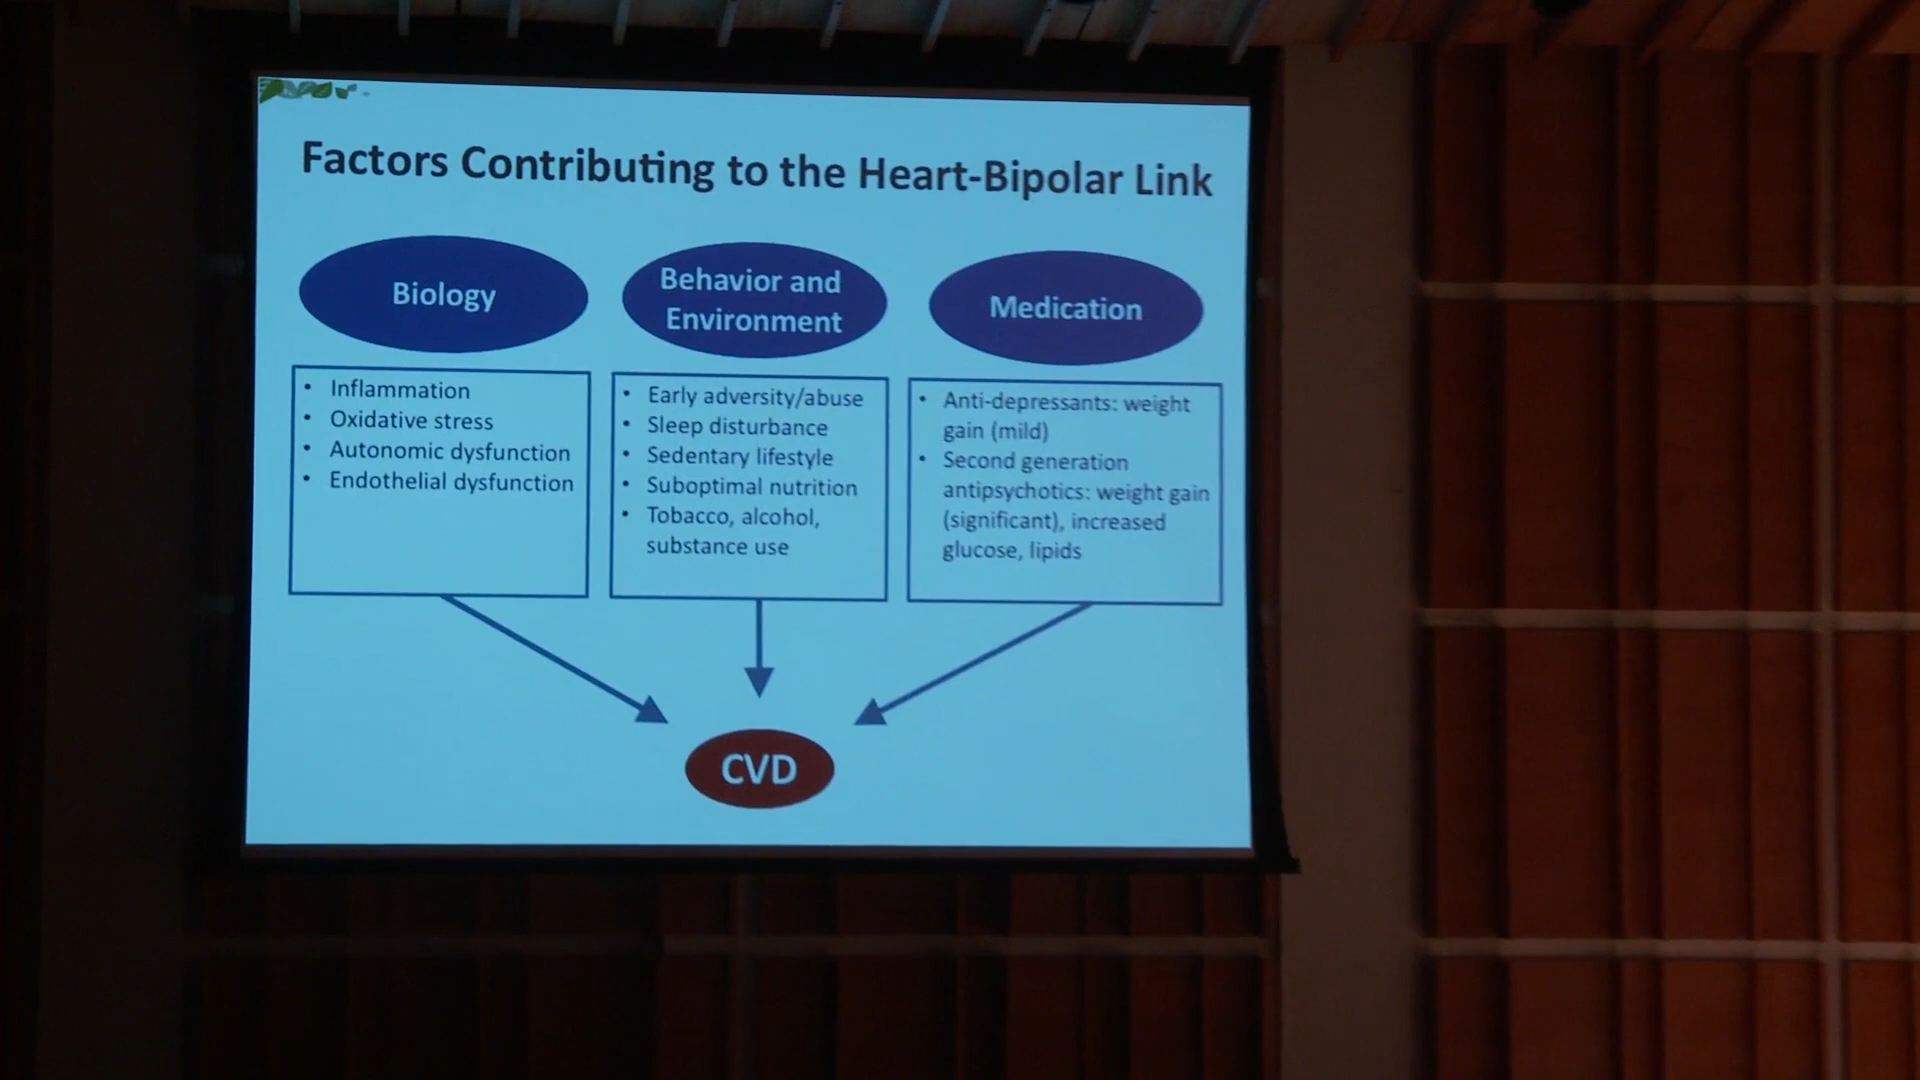 Factors Contributing to the Heart-Bipolar Link
Biology
• Inflammation
• Oxidative stress
• Autonomic dysfunction
• Endothelial dysfunction
Behavior and
Environment
• Early adversity/abuse
• Sleep disturbance
• Sedentary lifestyle
• Suboptimal nutrition
• Tobacco, alcohol,
substance use
Medication
• Anti-depressants: weight
gain (mild)
• Second generation
antipsychotics: weight gain
(significant), increased
glucose, lipids
CVD